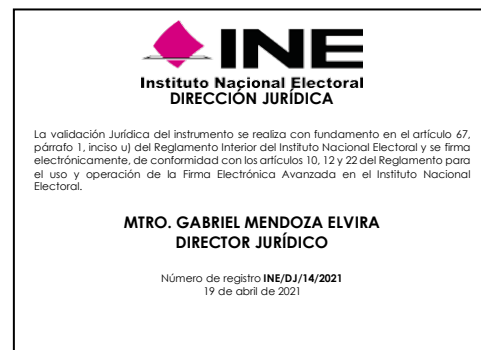 INE
Instituto Nacional Electoral
DIRECCIÓN JURÍDICA
La validación Jurídica del instrumento se realiza con fundamento en el artículo 67,
párrafo 1, inciso u) del Reglamento Interior del Instituto Nacional Electoral y se firma
electrónicamente, de conformidad con los artículos 10, 12 y 22 del Reglamento para
el uso y operación de la Firma Electrónica Avanzada en el Instituto Nacional
Electoral.
MTRO. GABRIEL MENDOZA ELVIRA
DIRECTOR JURÍDICO
Número de registro INE/DJ/14/2021
19 de abril de 2021